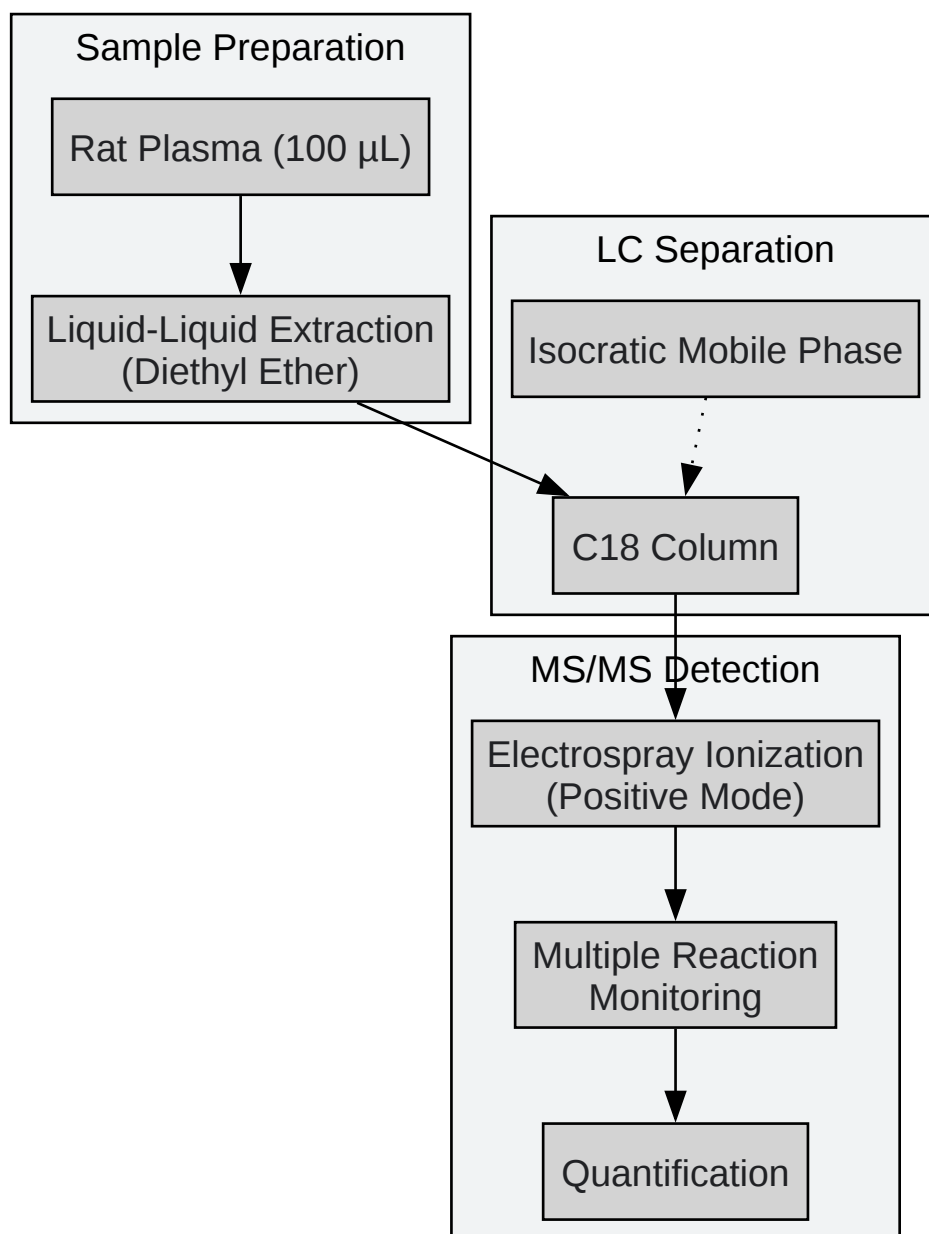 Sample Preparation
Rat Plasma (100 µL)
Liquid-Liquid Extraction
(Diethyl Ether)
LC Separation
Isocratic Mobile Phase
C18 Column
MS/MS Detection
Electrospray Ionization
(Positive Mode)
Multiple Reaction
Monitoring
Quantification